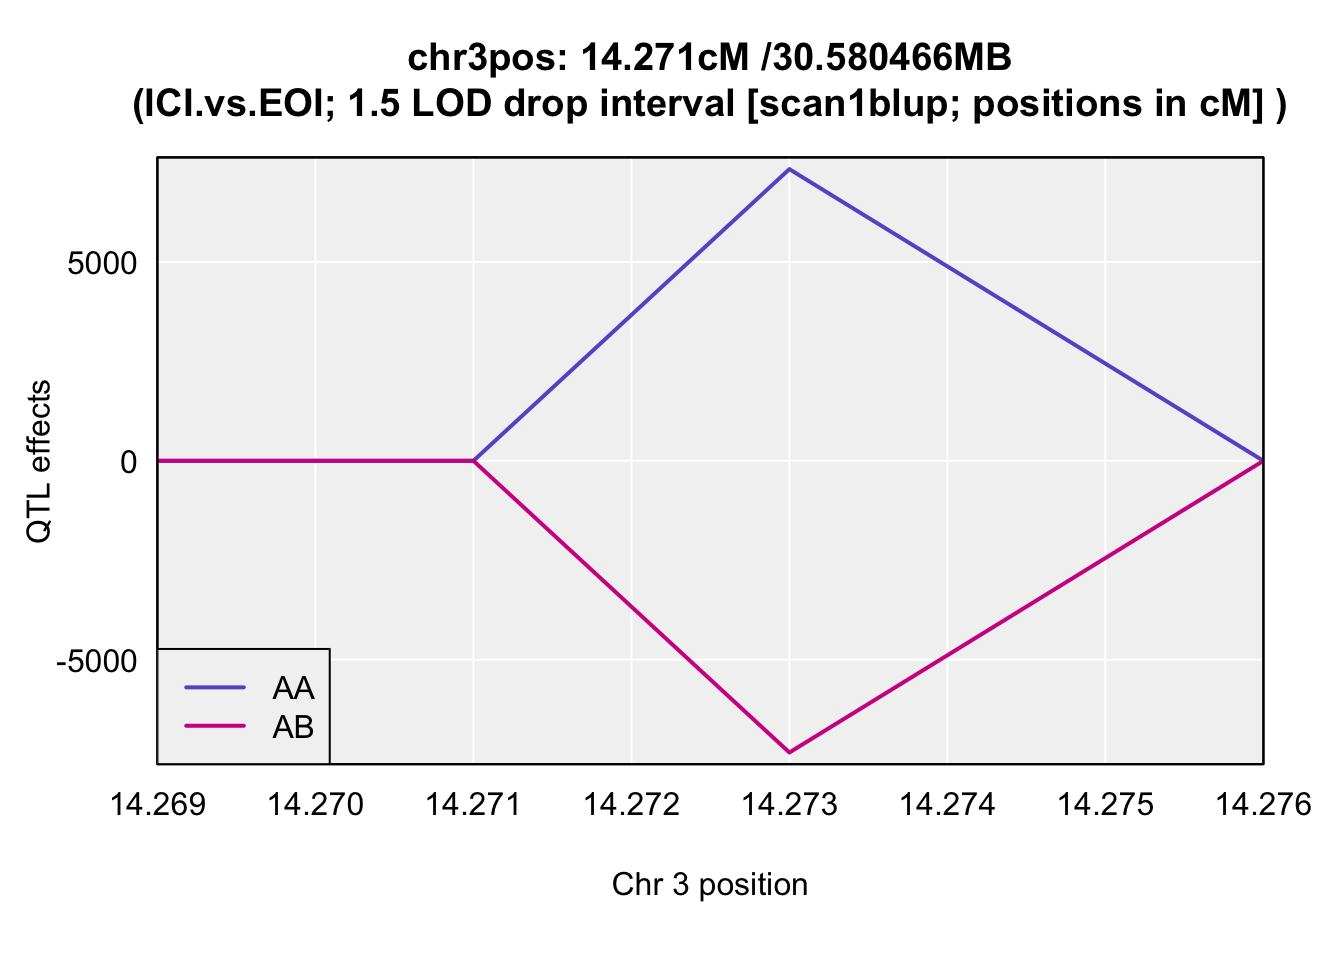 chr3pos: 14.271cM /30.580466MB
(ICI.vs.EOI; 1.5 LOD drop interval [scan1blup; positions in cM] )
QTL effects
5000
0
-5000
AA
AB
14.269 14.270 14.271 14.272 14.273 14.274 14.275 14.276
Chr 3 position